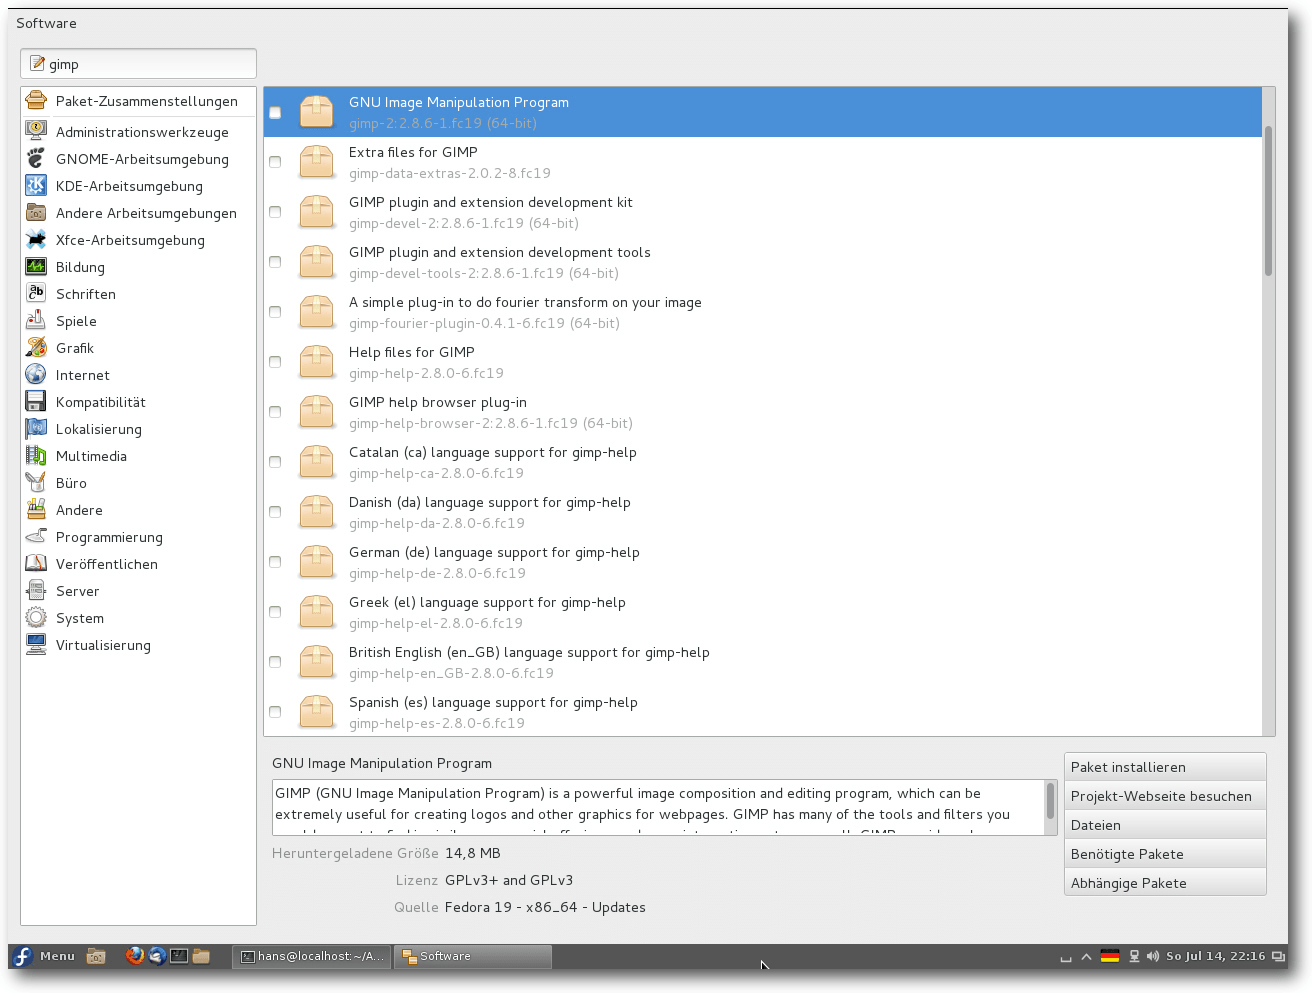 Software
gimp
Paket-Zusammenstellungen
Administrationswerkzeuge
GNOME-Arbeitsumgebung
KDE-Arbeitsumgebung
Andere Arbeitsumgebungen
Xfce-Arbeitsumgebung
Bildung
Schriften
Spiele
Grafik
Internet
Kompatibilität
Lokalisierung
Multimedia
Büro
Andere
Programmierung
Veröffentlichen
Server
System
Virtualisierung
GNU Image Manipulation Program
gimp-2:2.8.6-1.fc19 (64-bit)
Extra files for GIMP
gimp-data-extras-2.0.2-8.fc19
GIMP plugin and extension development kit
gimp-devel-2:2.8.6-1.fc19 (64-bit)
GIMP plugin and extension development tools
gimp-devel-tools-2:2.8.6-1.fc19 (64-bit)
A simple plug-in to do fourier transform on your image
gimp-fourier-plugin-0.4.1-6.fc19 (64-bit)
Help files for GIMP
gimp-help-2.8.0-6.fc19
GIMP help browser plug-in
gimp-help-browser-2:2.8.6-1.fc19 (64-bit)
Catalan (ca) language support for gimp-help
gimp-help-ca-2.8.0-6.fc19
Danish (da) language support for gimp-help
gimp-help-da-2.8.0-6.fc19
German (de) language support for gimp-help
gimp-help-de-2.8.0-6.fc19
Greek (el) language support for gimp-help
gimp-help-el-2.8.0-6.fc19
British English (en_GB) language support for gimp-help
gimp-help-en_GB-2.8.0-6.fc19
Spanish (es) language support for gimp-help
gimp-help-es-2.8.0-6.fc19
GNU Image Manipulation Program
GIMP (GNU Image Manipulation Program) is a powerful image composition and editing program, which can be
extremely useful for creating logos and other graphics for webpages. GIMP has many of the tools and filters you
Heruntergeladene Größe 14,8 MB
Lizenz GPLv3+ and GPLv3
Quelle Fedora 19 - x86_64 - Updates
Paket installieren
Projekt-Webseite besuchen
Dateien
Benötigte Pakete
Abhängige Pakete
Menu
hans@localhost:~/A...
Software
So Jul 14, 22:16